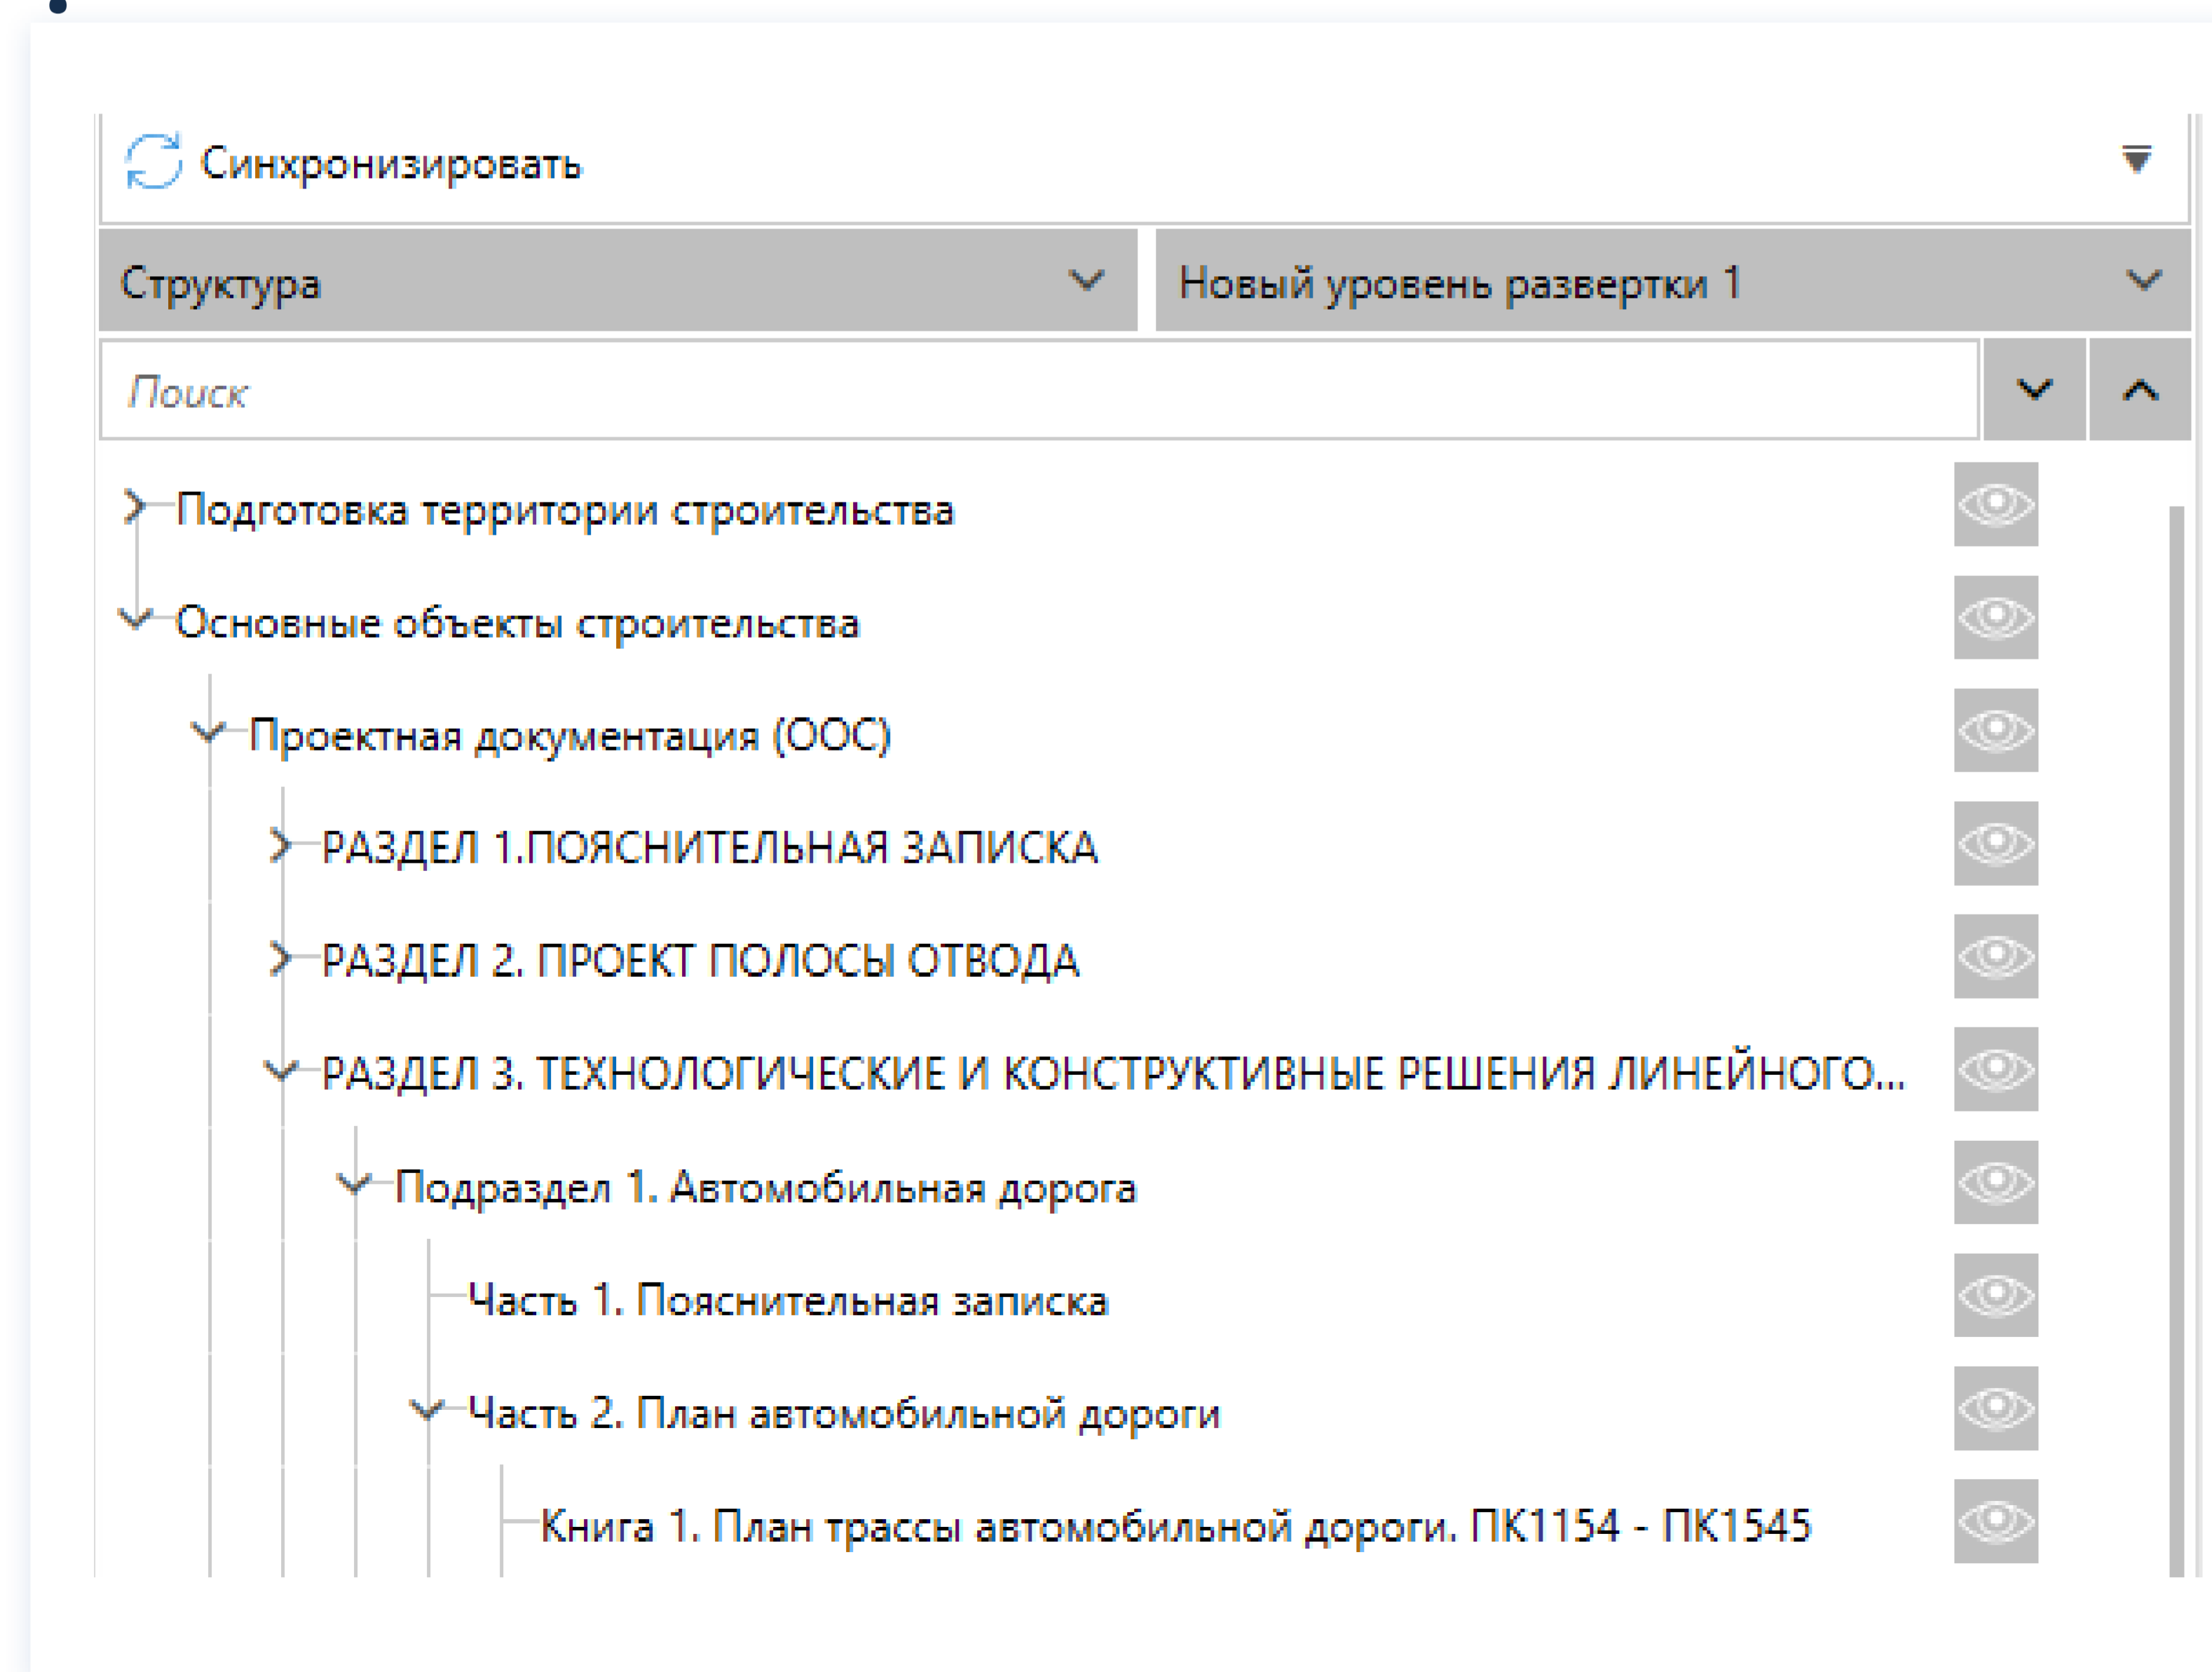 Синхронизировать
Структура
Новый уровень развертки 1
Поиск
Подготовка территории строительства
Основные объекты строительства
Проектная документация (ООС)
РАЗДЕЛ 1.ПОЯСНИТЕЛЬНАЯ ЗАПИСКА
РАЗДЕЛ 2. ПРОЕКТ ПОЛОСЫ ОТВОДА
РАЗДЕЛ 3. ТЕХНОЛОГИЧЕСКИЕ И КОНСТРУКТИВНЫЕ РЕШЕНИЯ ЛИНЕЙНОГО...
Подраздел 1. Автомобильная дорога
Часть 1. Пояснительная записка
Часть 2. План автомобильной дороги
Книга 1. План трассы автомобильной дороги. ПК1154 - ПК1545